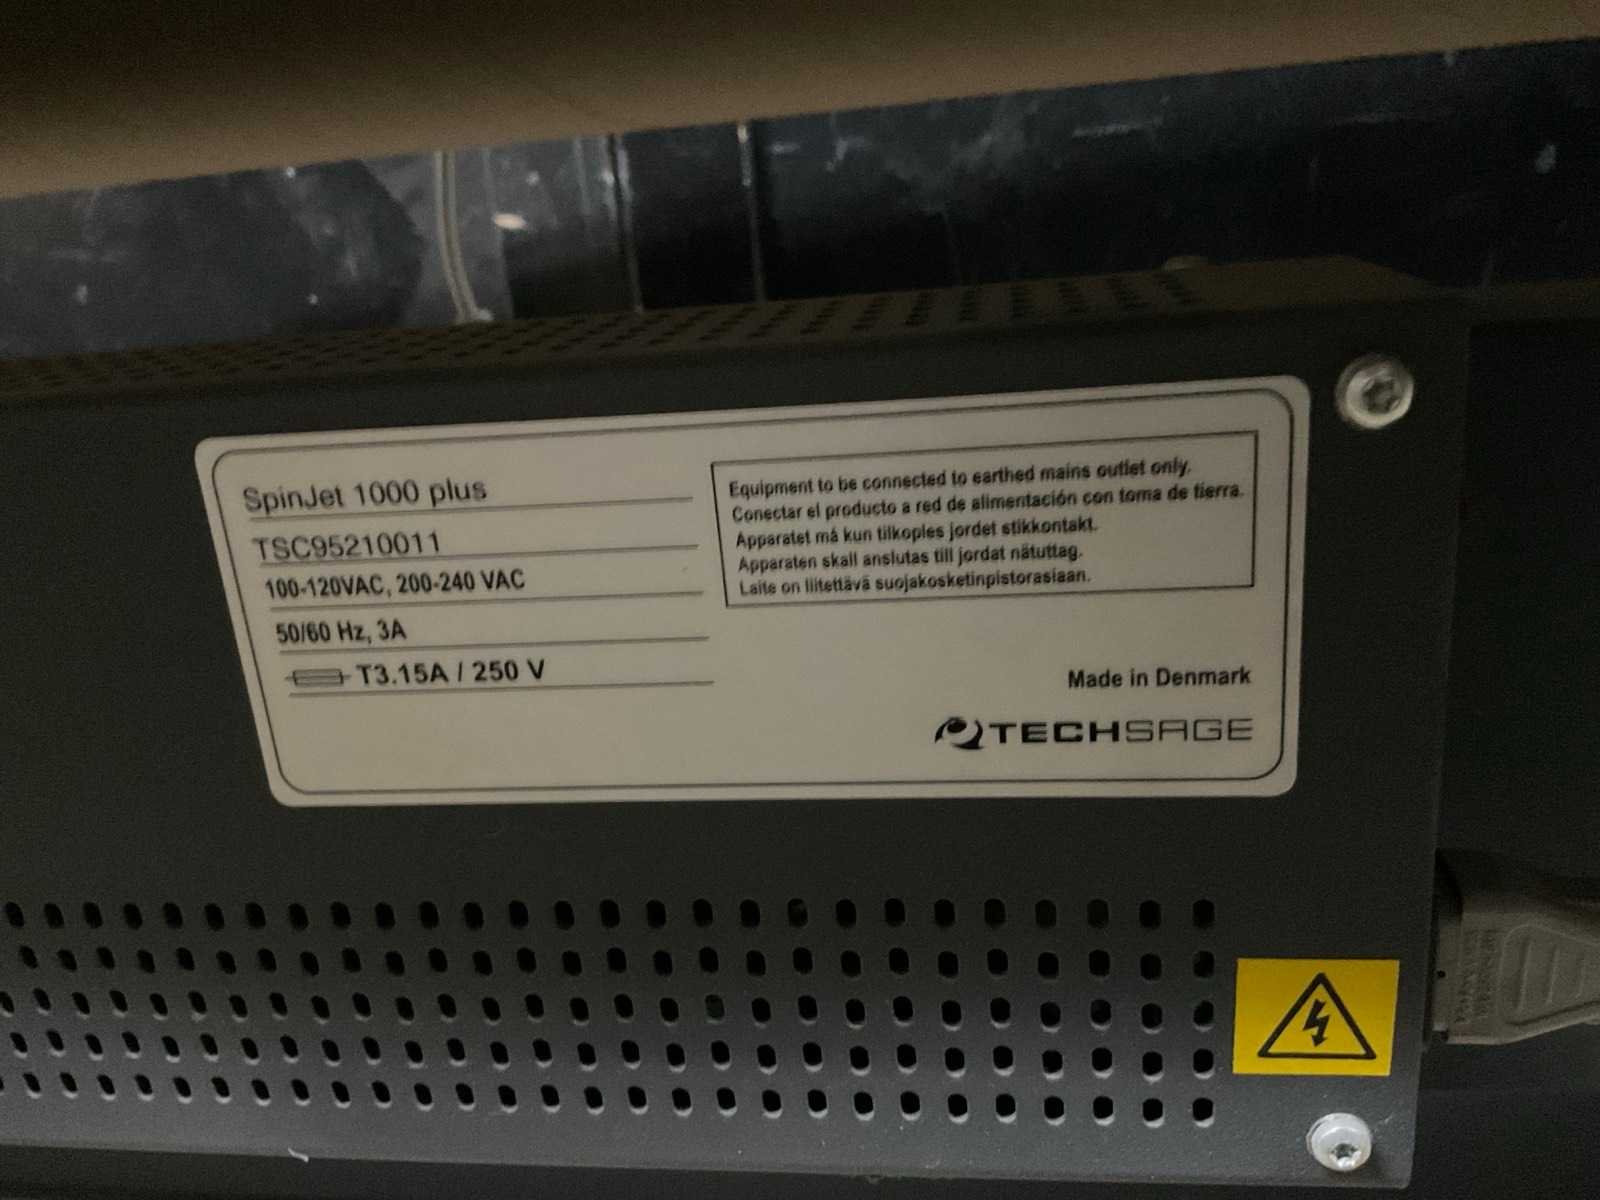 SpinJet 1000 plus
TSC95210011
100-120VAC, 200-240 VAC
50/60 Hz, 3A
T3.15A / 250 V
Equipment to be connected to earthed mains outlet only.
Conectar el producto a red de alimentación con toma de tierra.
Apparatet må kun tilkoples jordet stikkontakt.
Apparaten skall anslutas till jordat nätuttag.
Laite on liitettävä suojakosketinpistorasiaan.
Made in Denmark
TECHSAGE